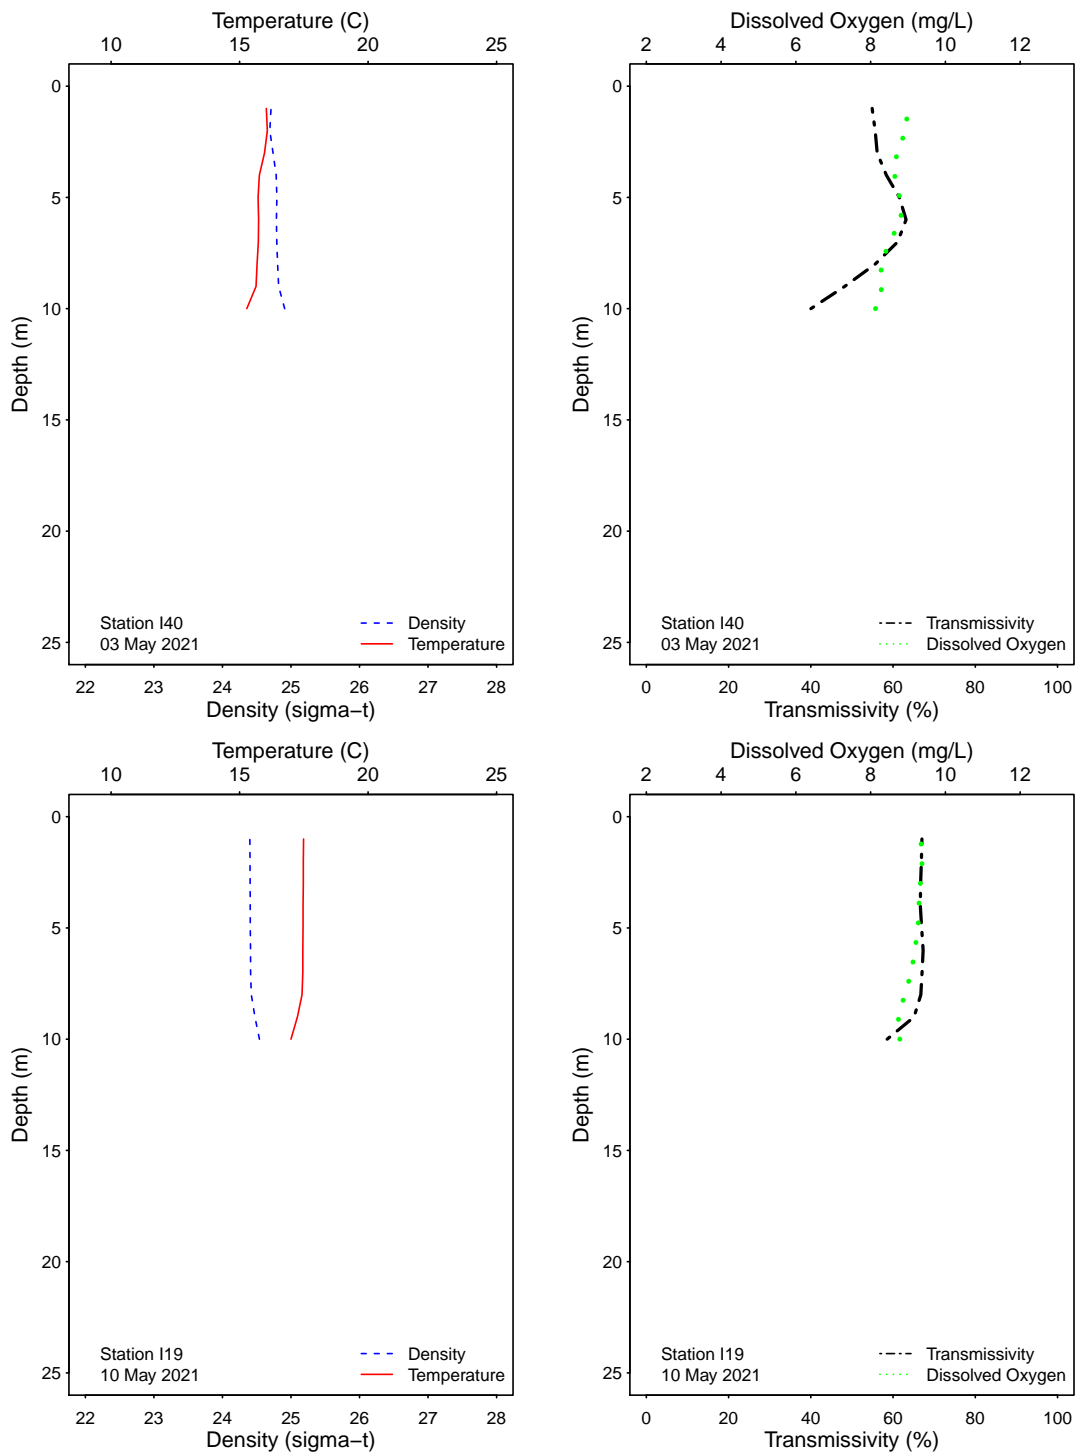 Temperature (C)
10 15 20 25
0
5
10
15
20
25
Depth (m)
Station I40
03 May 2021
Density
Temperature
22 23 24 25 26 27 28
Density (sigma−t)
Dissolved Oxygen (mg/L)
2 4 6 8 10 12
0
5
10
15
20
25
Depth (m)
Station I40
03 May 2021
Transmissivity
Dissolved Oxygen
0 20 40 60 80 100
Transmissivity (%)
Temperature (C)
10 15 20 25
0
5
10
15
20
25
Depth (m)
Station I19
10 May 2021
Density
Temperature
22 23 24 25 26 27 28
Density (sigma−t)
Dissolved Oxygen (mg/L)
2 4 6 8 10 12
0
5
10
15
20
25
Depth (m)
Station I19
10 May 2021
Transmissivity
Dissolved Oxygen
0 20 40 60 80 100
Transmissivity (%)